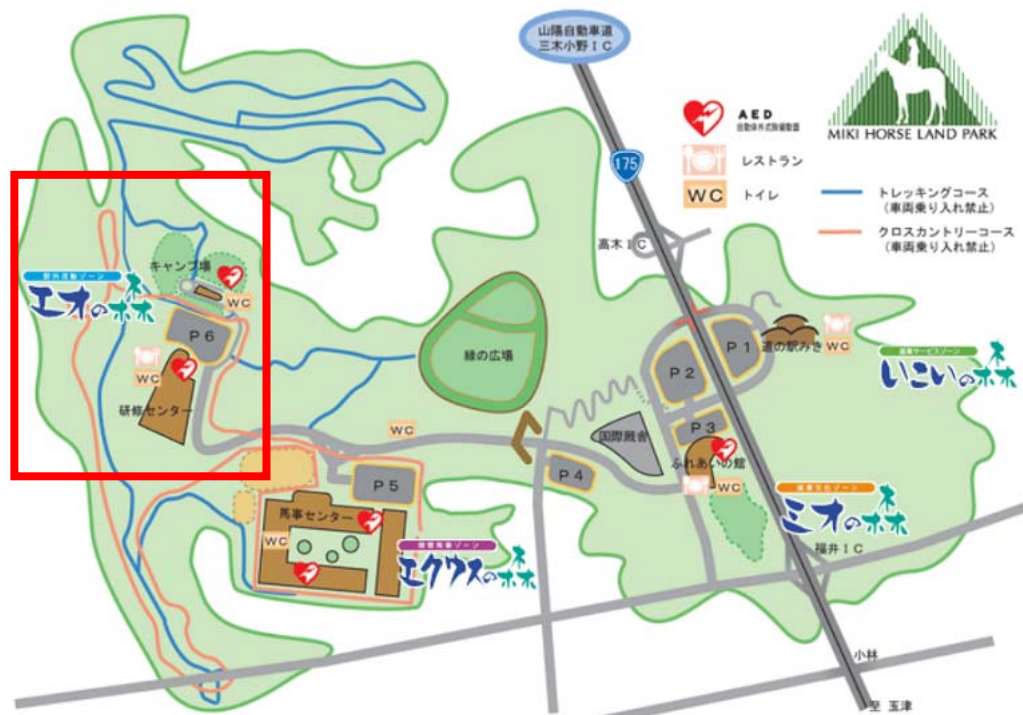 山陽自動車道
三木小野IC
MIKI HORSE LAND PARK
AED
自動体外式除細動器
レストラン
WC
トイレ
トレッキングコース
(車両乗り入れ禁止)
クロスカントリーコース
(車両乗り入れ禁止)
175
高木IC
キャンプ場
WC
野外活動ゾーン
エオの森
P6
WC
研修センター
緑の広場
WC
P1
道の駅みき
WC
P2
P3
いこいの森
国際厩舎
ふれあいの館
WC
P4
P5
馬事センター
WC
エクウスの森
ミオの森
福井IC
小林
至 玉津